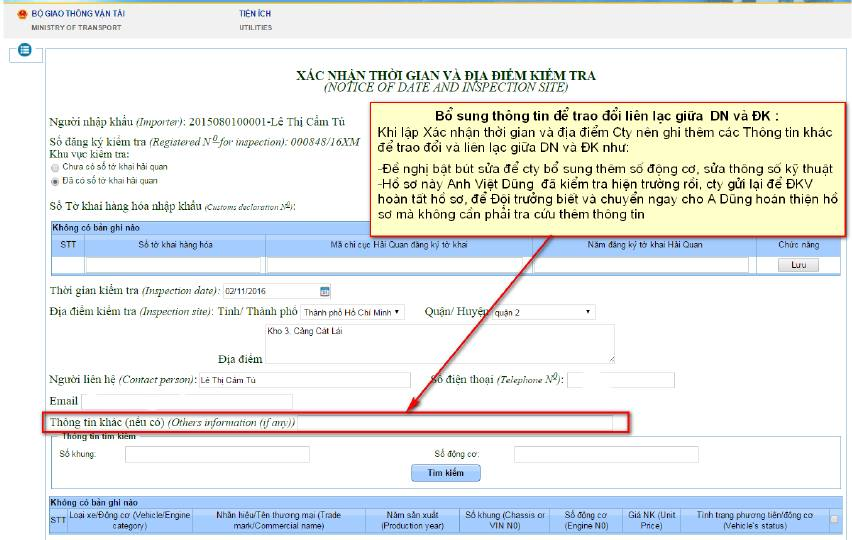 BỘ GIAO THÔNG VẬN TẢI
TIỆN ÍCH
MINISTRY OF TRANSPORT
UTILITIES
XÁC NHẬN THỜI GIAN VÀ ĐỊA ĐIỂM KIỂM TRA
(NOTICE OF DATE AND INSPECTION SITE)
Người nhập khẩu (Importer): 2015080100001-Lê Thị Cẩm Tú
Số đăng ký kiểm tra (Registered N0 for inspection): 000848/16XM
Khu vực kiểm tra:
Chưa có số tờ khai hải quan
Đã có số tờ khai hải quan
Số Tờ khai hàng hóa nhập khẩu (Customs declaration N0):
Bổ sung thông tin để trao đổi liên lạc giữa DN và ĐK :
Khi lập Xác nhận thời gian và địa điểm Cty nên ghi thêm các Thông tin khác
để trao đổi và liên lạc giữa DN và ĐK như:
-Đề nghị bật bút sửa để cty bổ sung thêm số động cơ, sửa thông số kỹ thuật
-Hồ sơ này Anh Việt Dũng đã kiểm tra hiện trường rồi, cty gửi lại để ĐKV
hoàn tất hồ sơ, để Đội trưởng biết và chuyển ngay cho A Dũng hoàn thiện hồ
sơ mà không cần phải tra cứu thêm thông tin
Không có bản ghi nào
STT Số tờ khai hàng hóa Mã chi cục Hải Quan đăng ký tờ khai Năm đăng ký tờ khai Hải Quan Chức năng
Lưu
Thời gian kiểm tra (Inspection date): 02/11/2016
Địa điểm kiểm tra (Inspection site): Tỉnh/ Thành phố Thành phố Hồ Chí Minh Quận/ Huyện quận 2
Kho 3, Cảng Cát Lái
Địa điểm
Người liên hệ (Contact person): Lê Thị Cẩm Tú Số điện thoại (Telephone N0):
Email
Thông tin khác (nếu có) (Others information (if any))
Thông tin tìm kiếm
Số khung: Số động cơ:
Tìm kiếm
Không có bản ghi nào
STT Loại xe/Động cơ (Vehicle/Engine category) Nhãn hiệu/Tên thương mại (Trade mark/Commercial name) Năm sản xuất (Production year) Số khung (Chassis or VIN N0) Số động cơ (Engine N0) Giá NK (Unit Price) Tình trạng phương tiện/động cơ (Vehicle's status)